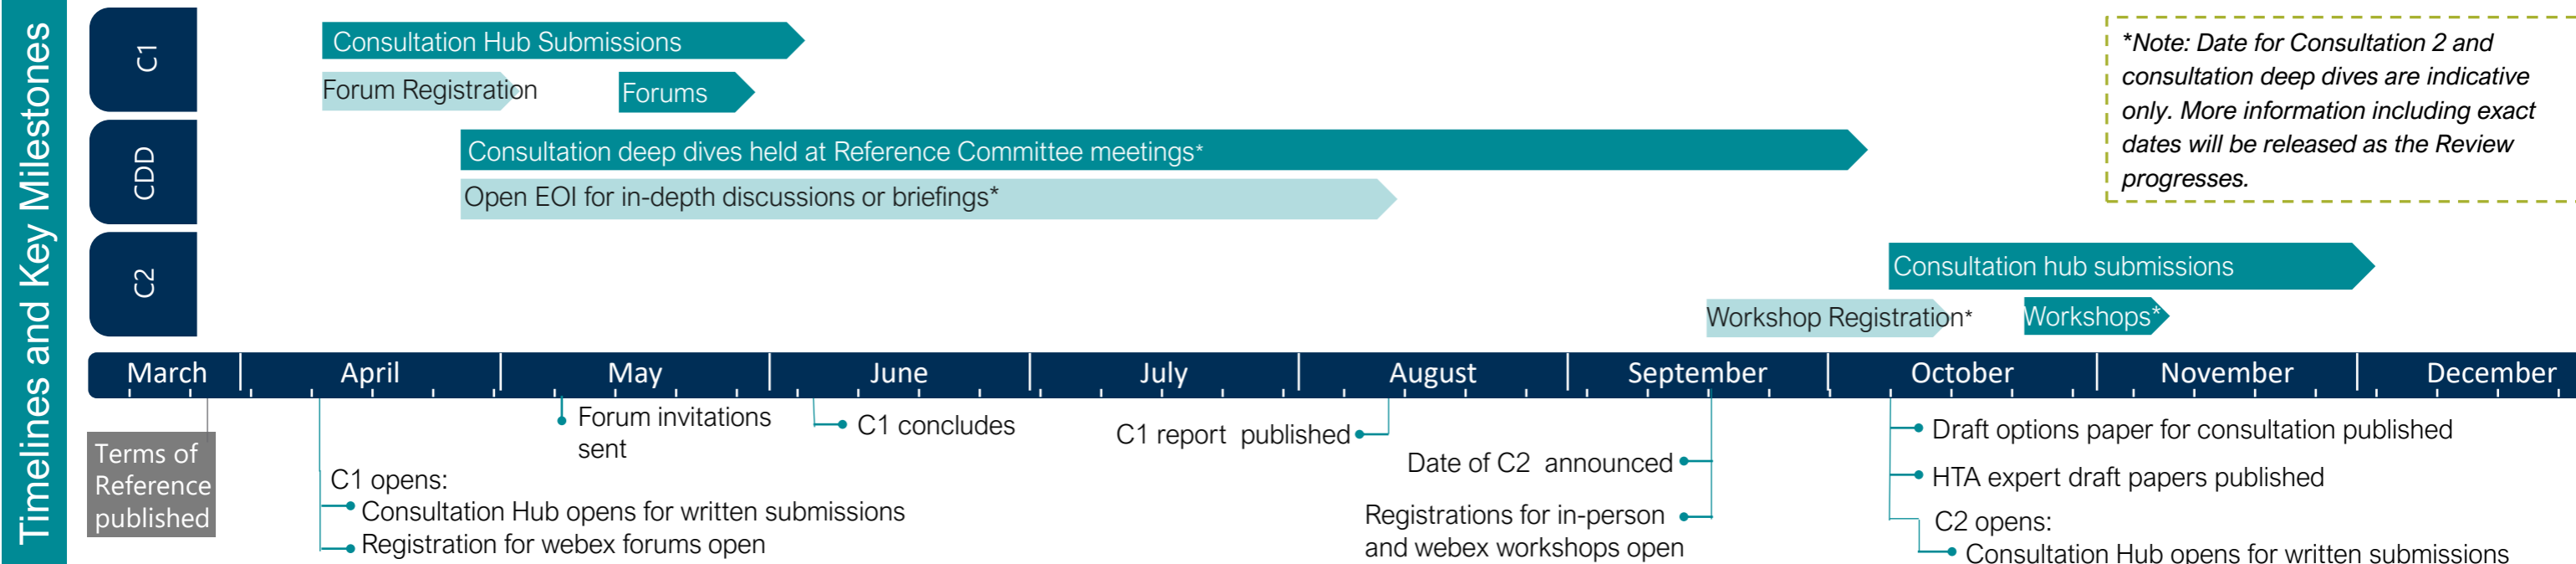 Timelines and Key Milestones
C1
Consultation Hub Submissions
Forum Registration
Forums
CDD
Consultation deep dives held at Reference Committee meetings*
Open EOI for in-depth discussions or briefings*
C2
Consultation hub submissions
Workshop Registration*
Workshops*
*Note: Date for Consultation 2 and
consultation deep dives are indicative
only. More information including exact
dates will be released as the Review
progresses.
March
April
May
June
July
August
September
October
November
December
Terms of
Reference
published
C1 opens:
Consultation Hub opens for written submissions
Registration for webex forums open
Forum invitations
sent
C1 concludes
C1 report published
Date of C2 announced
Registrations for in-person
and webex workshops open
Draft options paper for consultation published
HTA expert draft papers published
C2 opens:
Consultation Hub opens for written submissions